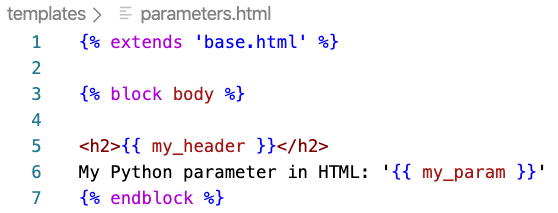 templates > parameters.html
1 {% extends 'base.html' %}
2
3 {% block body %}
4
5 <h2>{{ my_header }}</h2>
6 My Python parameter in HTML: '{{ my_param }}'
7 {% endblock %}